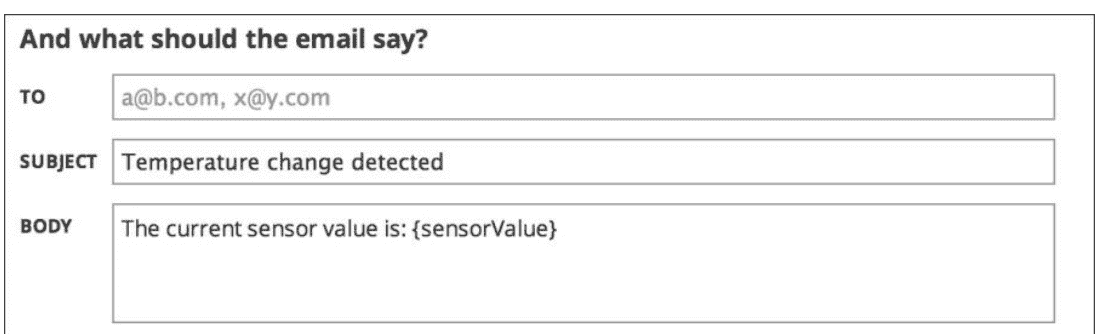 And what should the email say?
TO a@b.com, x@y.com
SUBJECT Temperature change detected
BODY The current sensor value is: {sensorValue}